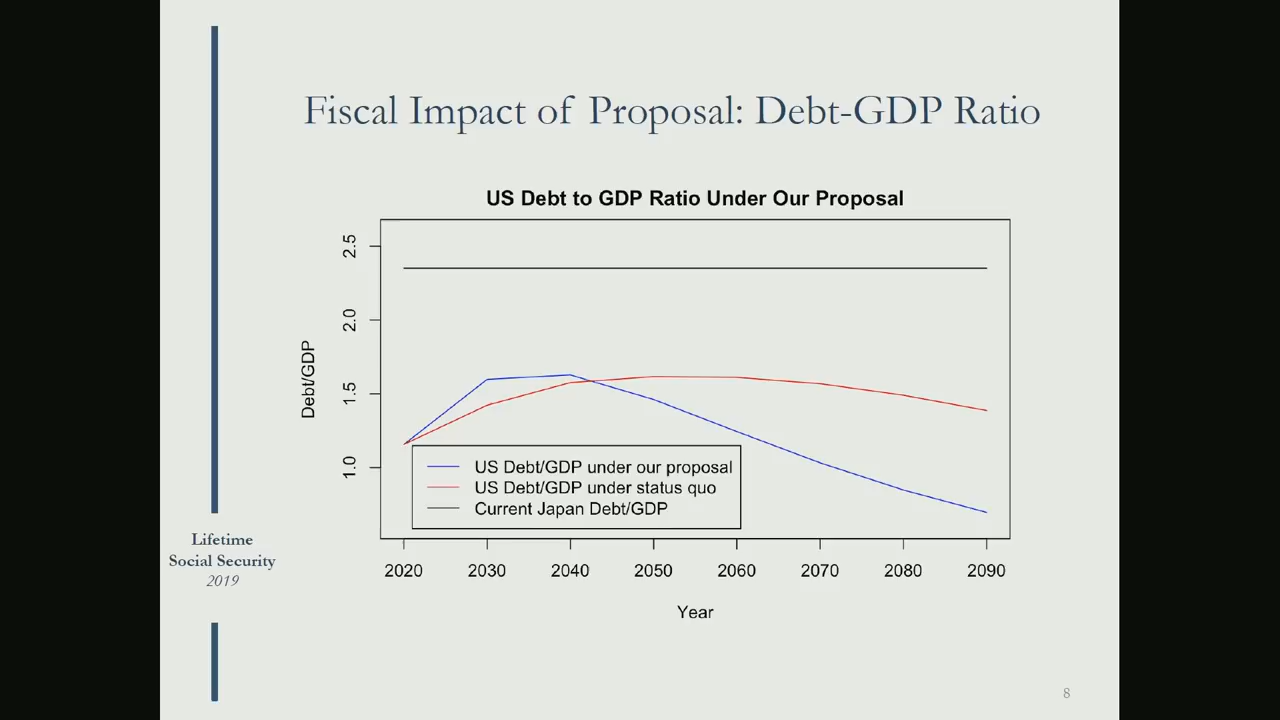 Fiscal Impact of Proposal: Debt-GDP Ratio
US Debt to GDP Ratio Under Our Proposal
2.5
2.0
1.5
1.0
Debt/GDP
US Debt/GDP under our proposal
US Debt/GDP under status quo
Current Japan Debt/GDP
2020 2030 2040 2050 2060 2070 2080 2090
Year
Lifetime
Social Security
2019
8